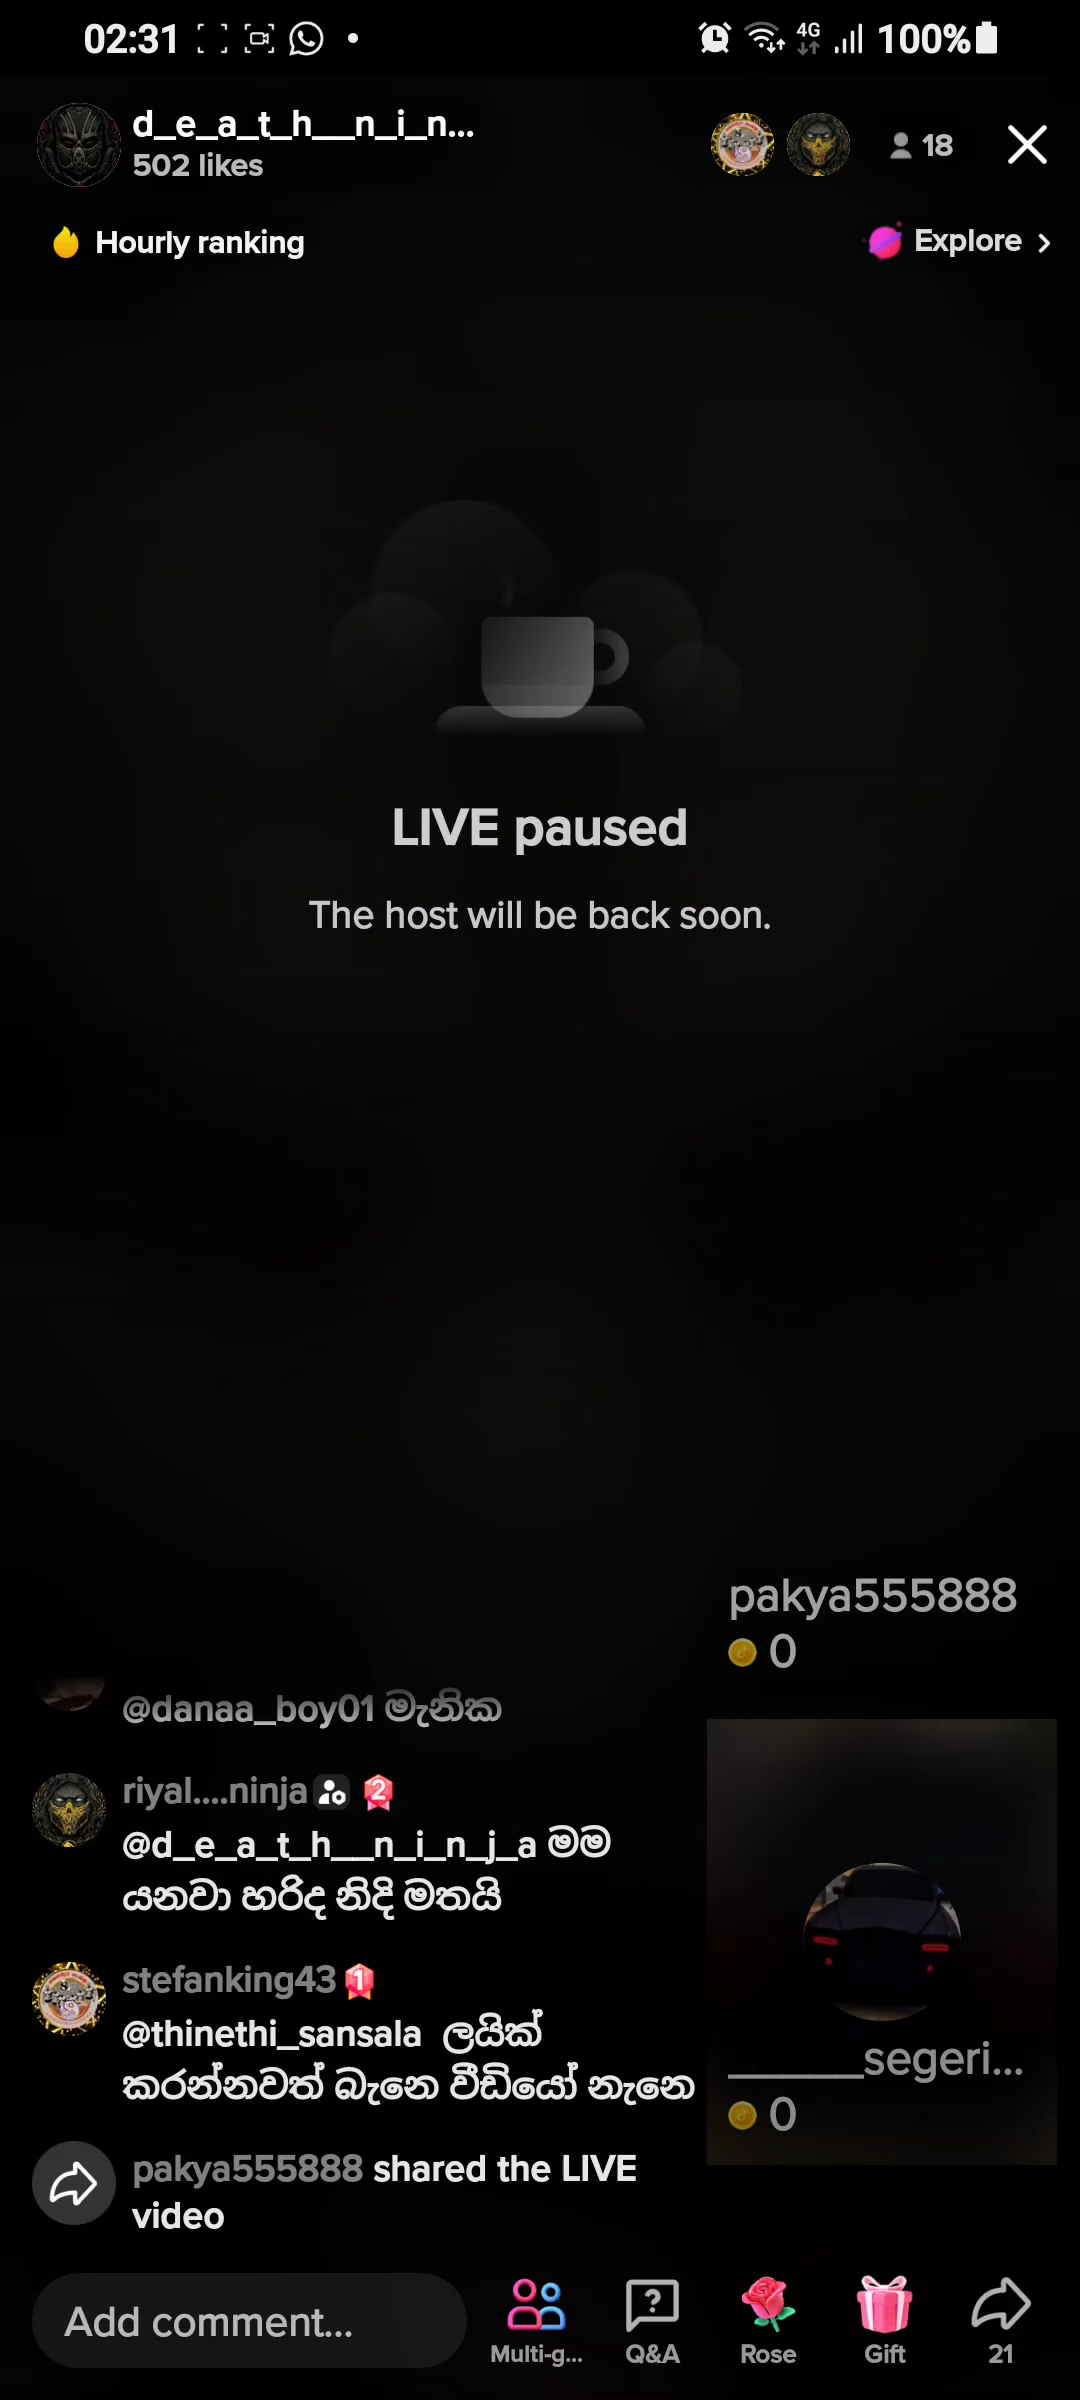 02:31
4G
100%
d_e_a_t_h__n_i_n...
502 likes
18
Hourly ranking
Explore
LIVE paused
The host will be back soon.
pakya555888
0
@danaa_boy01 මැනික
riyal....ninja 2
@d_e_a_t_h__n_i_n_j_a මම
යනවා හරිද නිදි මතයි
stefanking43 1
@thinethi_sansala ලයික්
කරන්නවත් බැනෙ වීඩියෝ නැනෙ
______segeri...
0
pakya555888 shared the LIVE
video
Add comment...
Multi-g...
Q&A
Rose
Gift
21